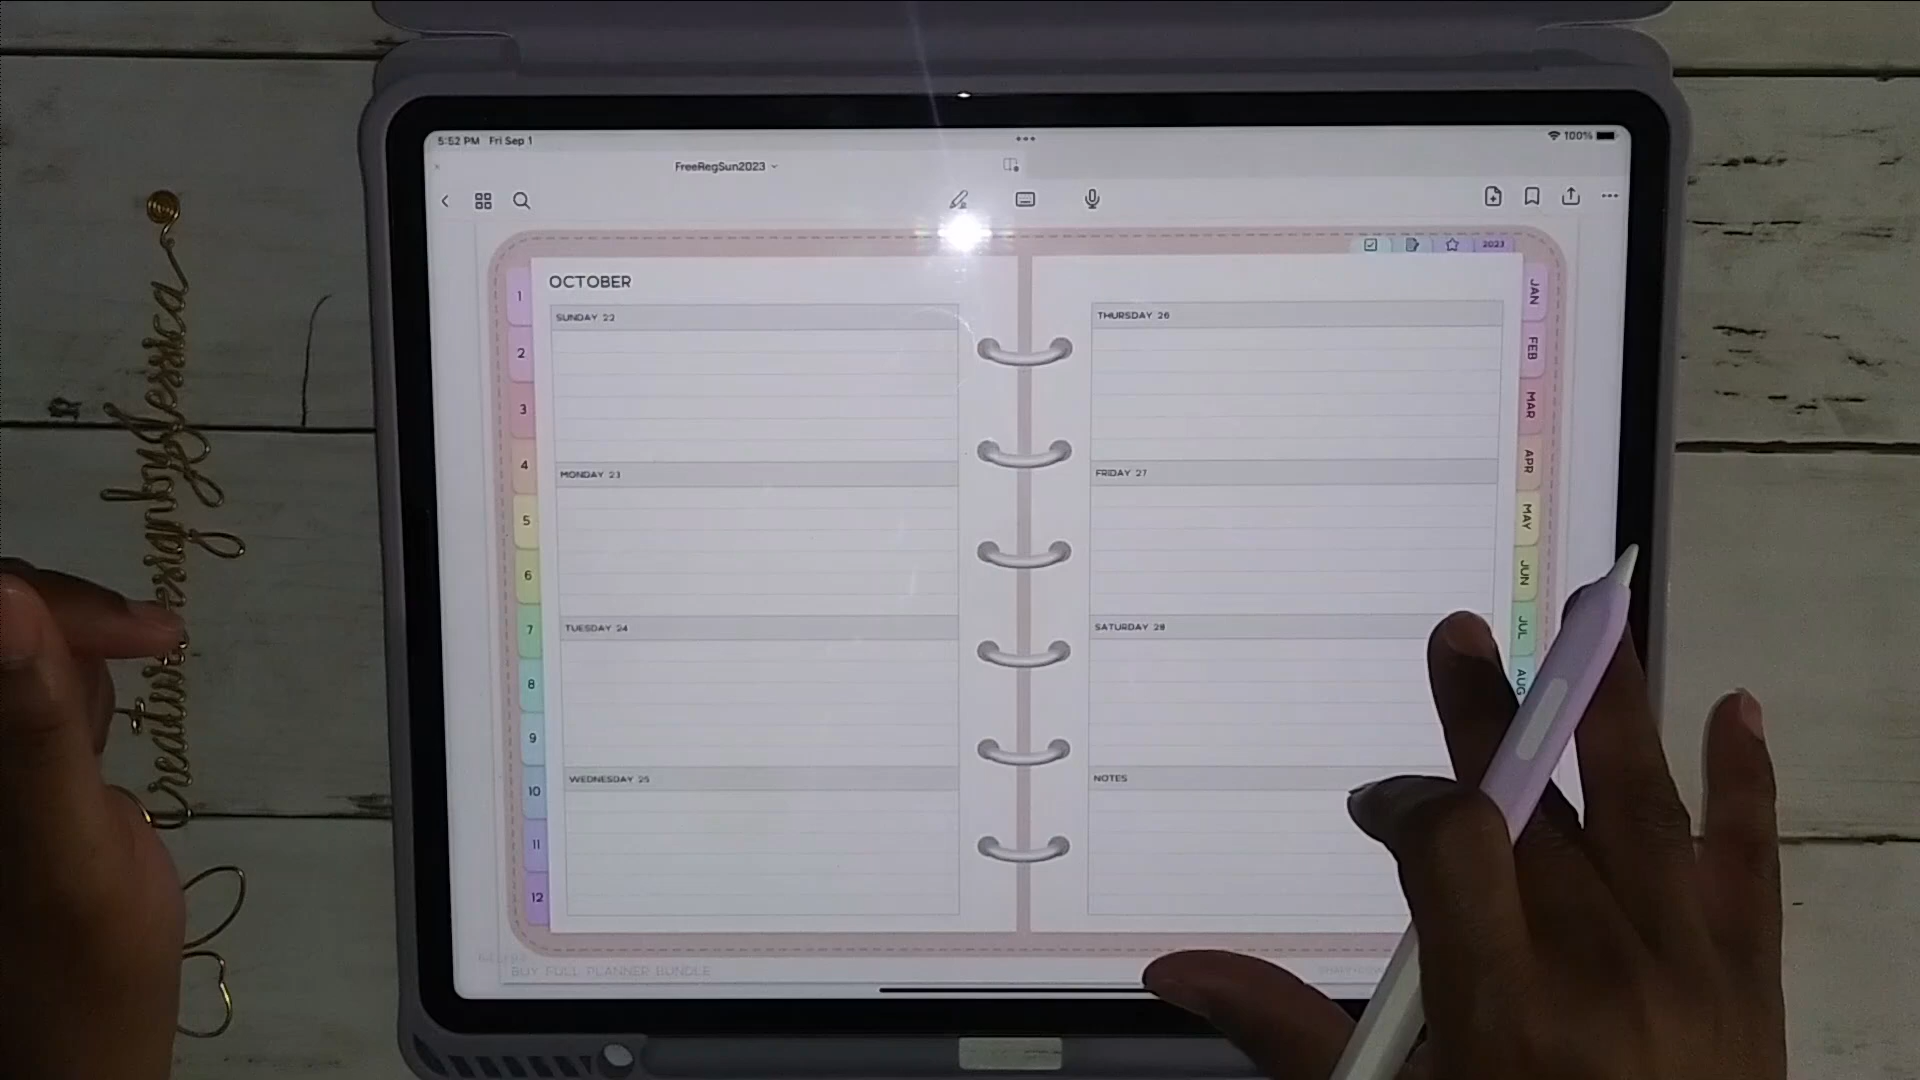 5:52 PM Fri Sep 1
100%
FreeRegSun2023
2023
OCTOBER
SUNDAY 22
MONDAY 23
TUESDAY 24
WEDNESDAY 25
THURSDAY 26
FRIDAY 27
SATURDAY 28
NOTES
1
2
3
4
5
6
7
8
9
10
11
12
JAN
FEB
MAR
APR
MAY
JUN
JUL
AUG
BUY FULL PLANNER BUNDLE
creativedesignbyjessica